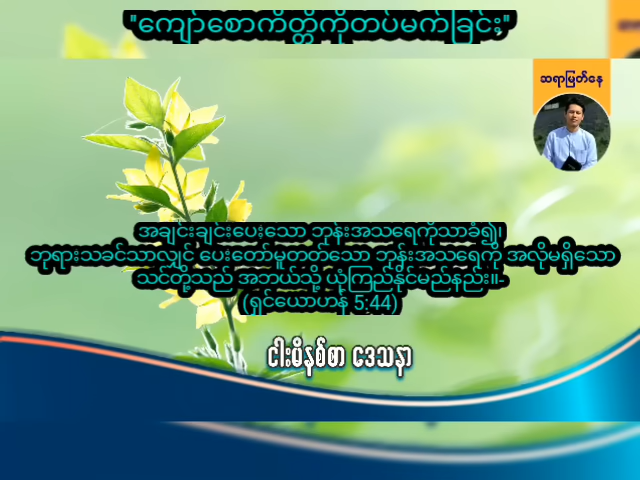 "ကျော်စောကိတ္တိကိုတပ်မက်ခြင်း"
ဆရာမြတ်နေ
အချင်းချင်းပေးသော ဘုန်းအသရေကိုသာခံ၍၊
ဘုရားသခင်သာလျှင် ပေးတော်မူတတ်သော ဘုန်းအသရေကို အလိုမရှိသော
သင်တို့သည် အဘယ်သို့ ယုံကြည်နိုင်မည်နည်း။-
(ရှင်ယောဟန် 5:44)
ငါးမိနစ်စာ ဒေသနာ